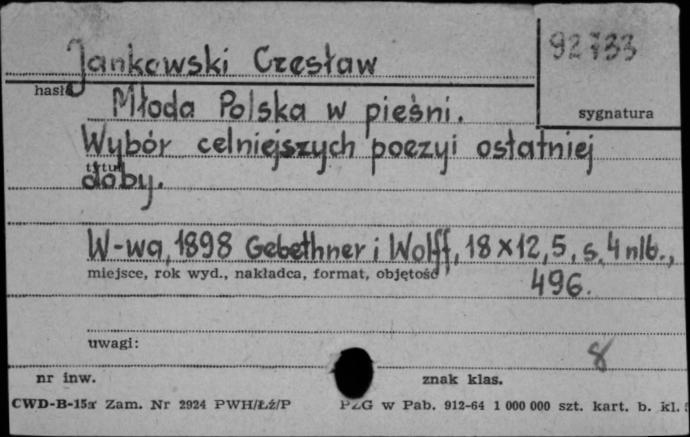 Jankowski Czesław
92733
hasło
sygnatura
Młoda Polska w pieśni.
Wybór celniejszych poezyi ostatniej
tytuł
doby.
W-wa, 1898 Gebethner i Wolff, 18 x 12,5, s. 4 nlb.,
miejsce, rok wyd., nakładca, format, objętość
496.
uwagi:
8
nr inw.
znak klas.
CWD-B-15a Zam. Nr 2924 PWH/Łź/P PZG w Pab. 912-64 1 000 000 szt. kart. b. kl.